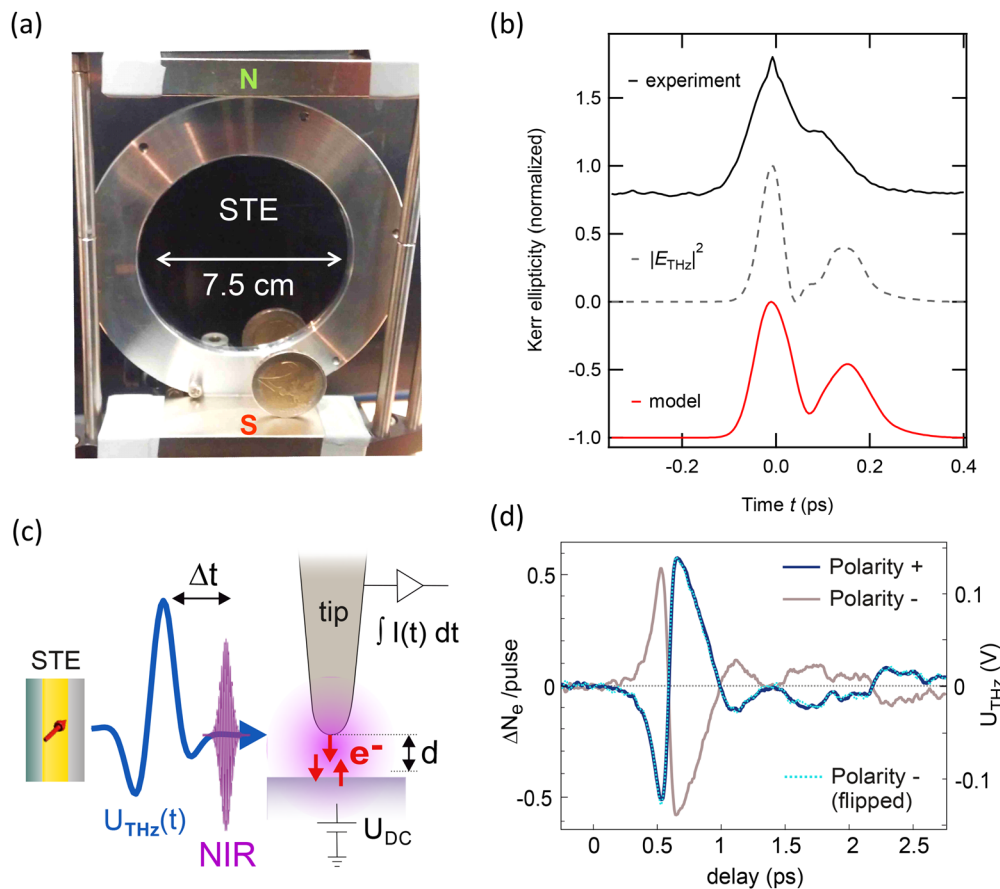 (a)
N
STE
7.5 cm
S
(b)
Kerr ellipticity (normalized)
1.5
1.0
0.5
0.0
-0.5
-1.0
experiment
|E_THz|²
model
-0.2
0.0
0.2
0.4
Time t (ps)
(c)
Δt
STE
U_THz(t)
NIR
tip
∫ I(t) dt
e⁻
d
U_DC
(d)
ΔN_e /pulse
0.5
0
-0.5
Polarity +
Polarity -
Polarity -
(flipped)
0.1
0
-0.1
U_THz (V)
0
0.5
1
1.5
2
2.5
delay (ps)